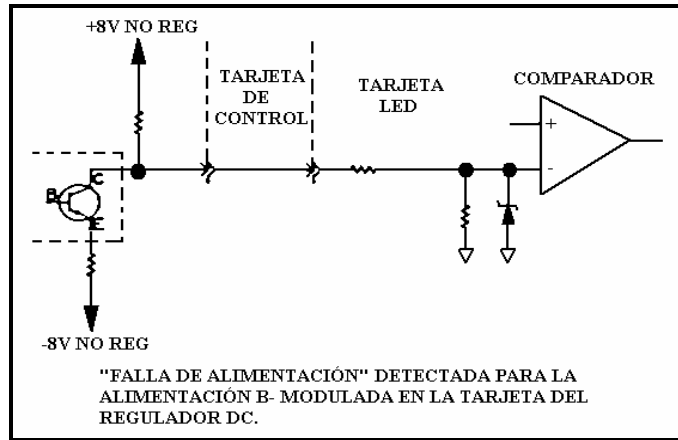 +8V NO REG
TARJETA
DE
CONTROL
TARJETA
LED
COMPARADOR
+
-
B
C
E
-8V NO REG
"FALLA DE ALIMENTACIÓN" DETECTADA PARA LA
ALIMENTACIÓN B- MODULADA EN LA TARJETA DEL
REGULADOR DC.